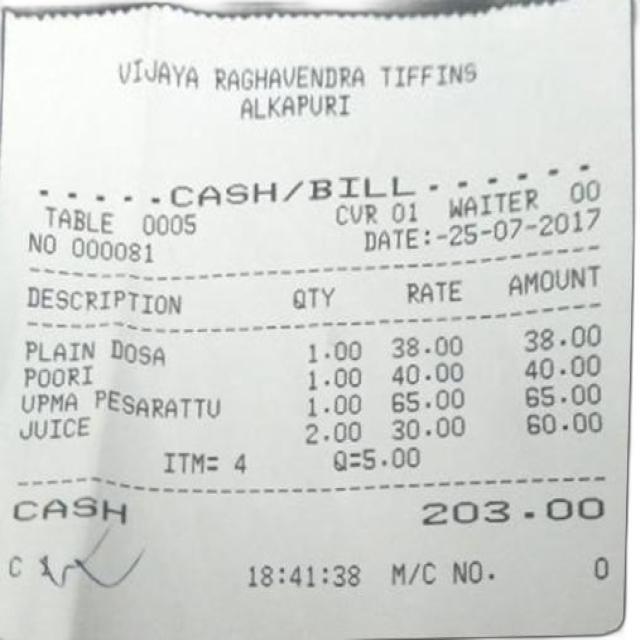 VIJAYA RAGHAVENDRA TIFFINS
ALKAPURI
-----CASH/BILL------
TABLE 0005 CVR 01 WAITER 00
NO 000081 DATE:-25-07-2017
DESCRIPTION QTY RATE AMOUNT
PLAIN DOSA 1.00 38.00 38.00
POORI 1.00 40.00 40.00
UPMA PESARATTU 1.00 65.00 65.00
JUICE 2.00 30.00 60.00
ITM= 4 Q=5.00
CASH 203.00
C 18:41:38 M/C NO. 0